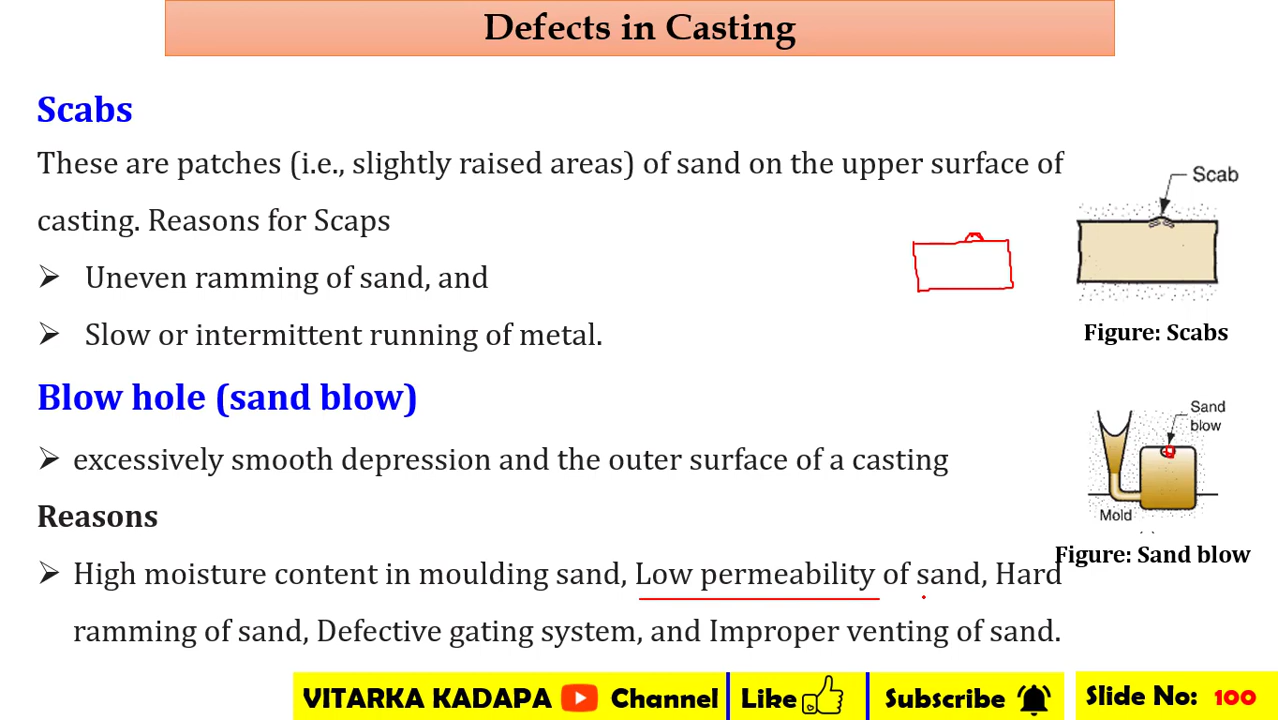 Defects in Casting
Scabs
These are patches (i.e., slightly raised areas) of sand on the upper surface of
casting. Reasons for Scaps
➢ Uneven ramming of sand, and
➢ Slow or intermittent running of metal.
Scab
Figure: Scabs
Blow hole (sand blow)
➢ excessively smooth depression and the outer surface of a casting
Reasons
➢ High moisture content in moulding sand, Low permeability of sand, Hard
ramming of sand, Defective gating system, and Improper venting of sand.
Sand
blow
Mold
Figure: Sand blow
VITARKA KADAPA Channel Like Subscribe Slide No: 100